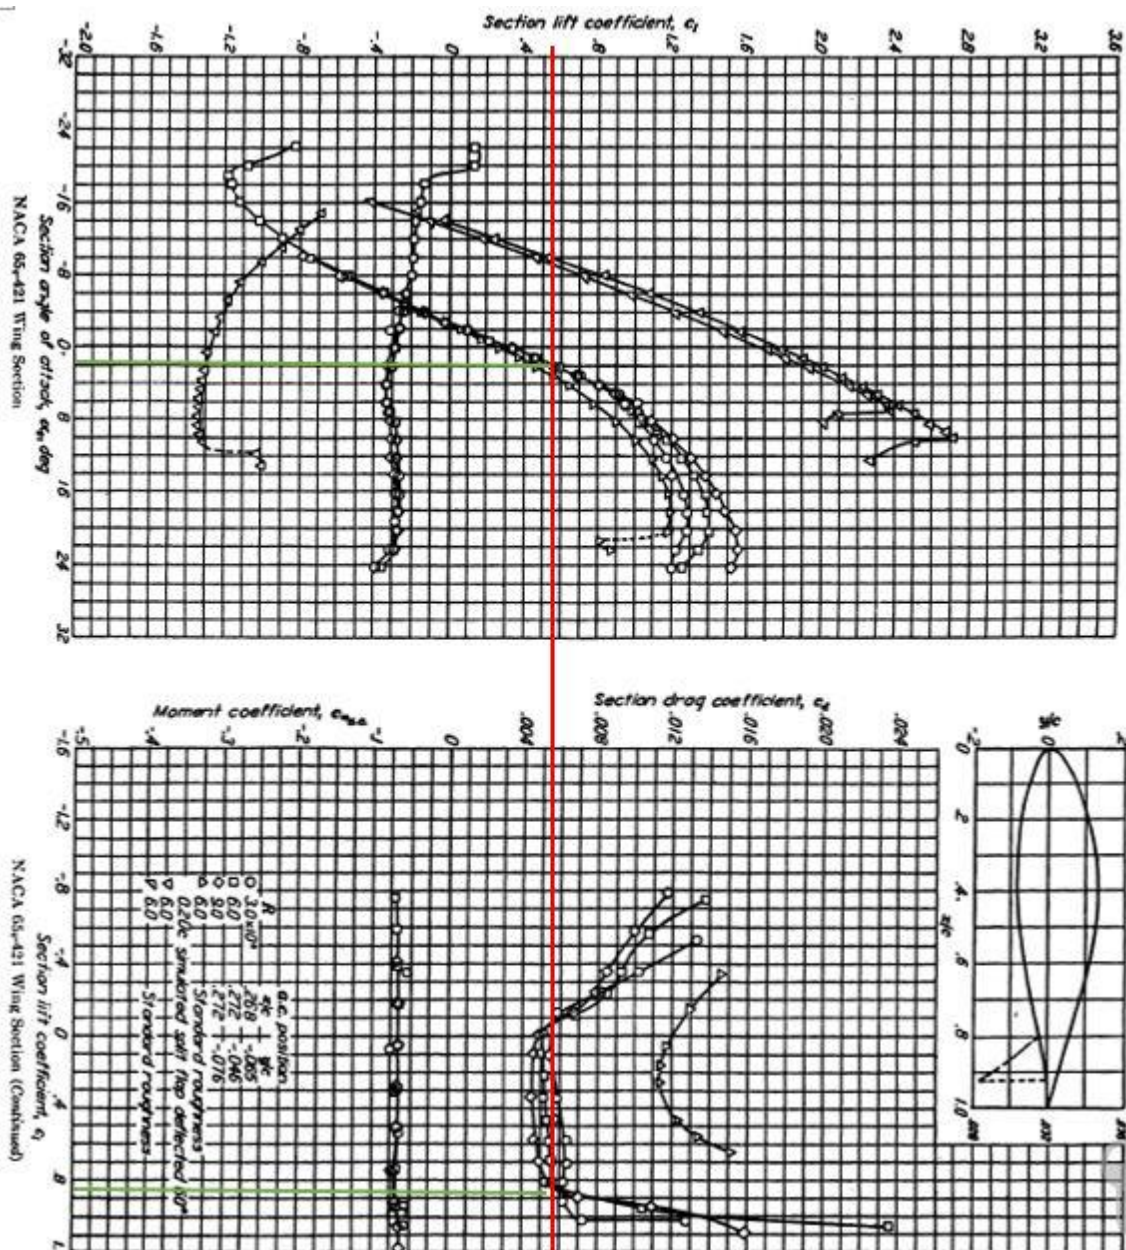 Section lift coefficient, c_l
-2.0 -1.6 -1.2 -.8 -.4 0 .4 .8 1.2 1.6 2.0 2.4 2.8 3.2 3.6
-32
-24
-16
-8
0
8
16
24
32
Section angle of attack, α₀, deg
NACA 65₄-421 Wing Section
Moment coefficient, c_m a.c.
-.5 -.4 -.3 -.2 -.1 0
Section drag coefficient, c_d
.004 .008 .012 .016 .020 .024
-1.6
-1.2
-.8
-.4
0
.4
.8
Section lift coefficient, c_l
NACA 65₄-421 Wing Section (Continued)
y/c
-.2 0
0
.2
.4
.6
.8
1.0
x/c
a.c. position
R x/c y/c
3.0×10⁶ .268 -.065
6.0 .272 -.046
9.0 .272 -.076
6.0 Standard roughness
0.20c simulated split flap deflected 60°
6.0
6.0 Standard roughness